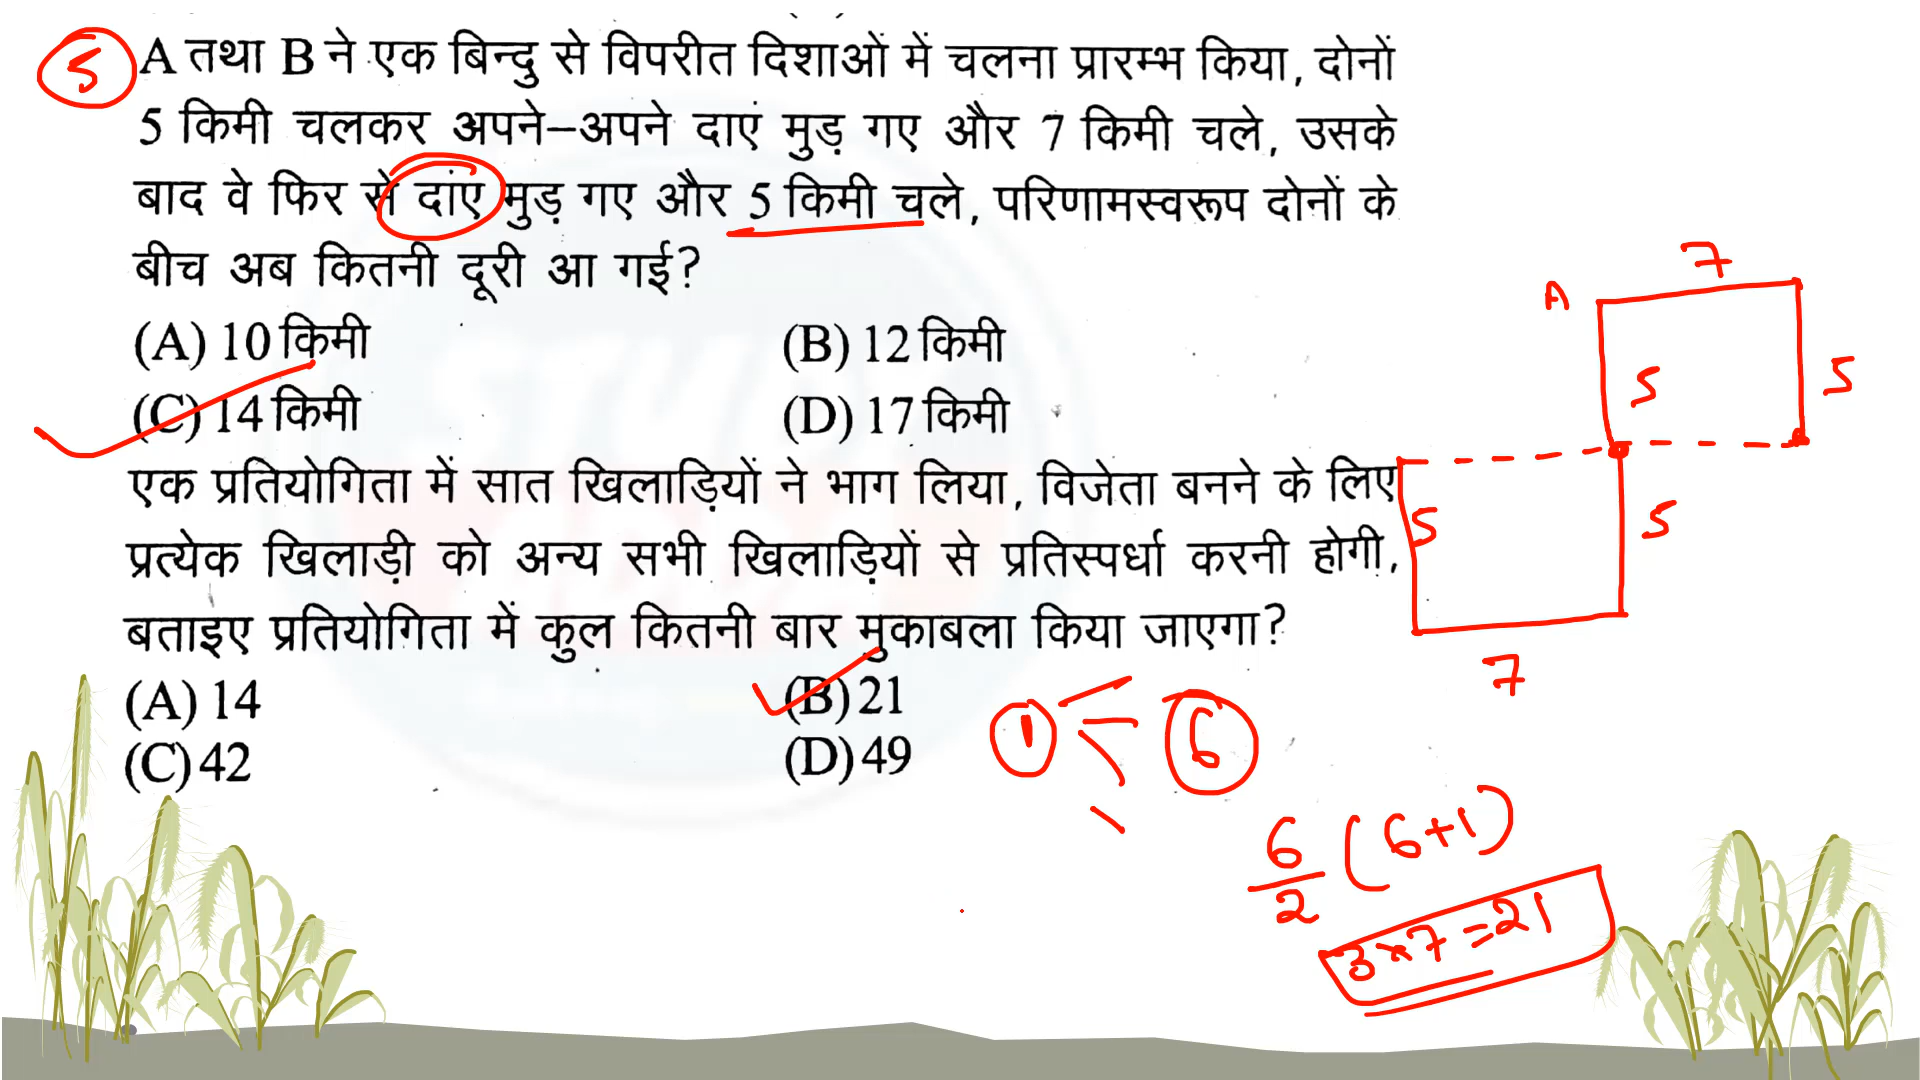 5 A तथा B ने एक बिन्दु से विपरीत दिशाओं में चलना प्रारम्भ किया, दोनों
5 किमी चलकर अपने–अपने दाएं मुड़ गए और 7 किमी चले, उसके
बाद वे फिर से दांए मुड़ गए और 5 किमी चले, परिणामस्वरूप दोनों के
बीच अब कितनी दूरी आ गई?
(A) 10 किमी (B) 12 किमी
(C) 14 किमी (D) 17 किमी
7
A
5 5
5 5
7
एक प्रतियोगिता में सात खिलाड़ियों ने भाग लिया, विजेता बनने के लिए
प्रत्येक खिलाड़ी को अन्य सभी खिलाड़ियों से प्रतिस्पर्धा करनी होगी,
बताइए प्रतियोगिता में कुल कितनी बार मुकाबला किया जाएगा?
(A) 14 (B) 21
(C) 42 (D) 49
1 6
6/2 (6+1)
3×7=21